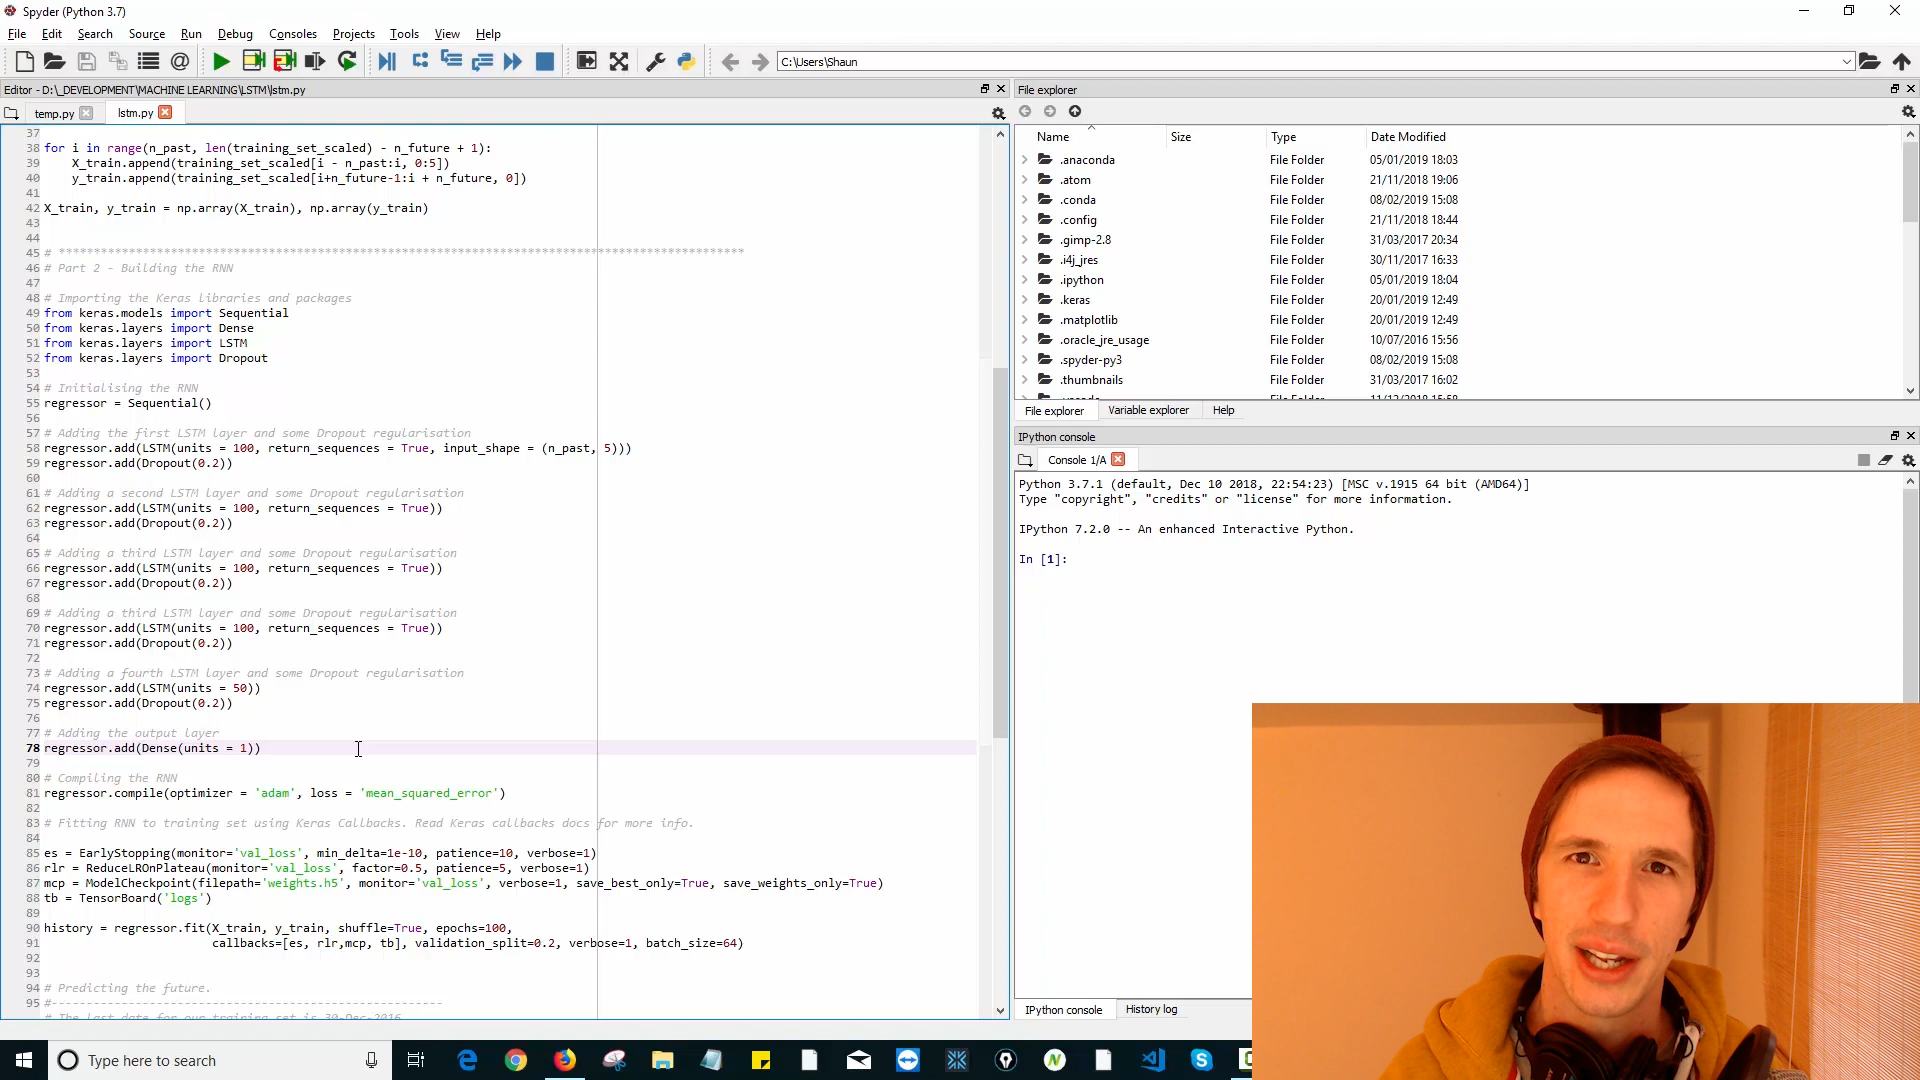 Spyder (Python 3.7)
File Edit Search Source Run Debug Consoles Projects Tools View Help
C:\Users\Shaun
Editor - D:\_DEVELOPMENT\MACHINE LEARNING\LSTM\lstm.py
temp.py lstm.py
37
38 for i in range(n_past, len(training_set_scaled) - n_future + 1):
39 X_train.append(training_set_scaled[i - n_past:i, 0:5])
40 y_train.append(training_set_scaled[i+n_future-1:i + n_future, 0])
41
42 X_train, y_train = np.array(X_train), np.array(y_train)
43
44
45 # **************************************************************************************************
46 # Part 2 - Building the RNN
47
48 # Importing the Keras libraries and packages
49 from keras.models import Sequential
50 from keras.layers import Dense
51 from keras.layers import LSTM
52 from keras.layers import Dropout
53
54 # Initialising the RNN
55 regressor = Sequential()
56
57 # Adding the first LSTM layer and some Dropout regularisation
58 regressor.add(LSTM(units = 100, return_sequences = True, input_shape = (n_past, 5)))
59 regressor.add(Dropout(0.2))
60
61 # Adding a second LSTM layer and some Dropout regularisation
62 regressor.add(LSTM(units = 100, return_sequences = True))
63 regressor.add(Dropout(0.2))
64
65 # Adding a third LSTM layer and some Dropout regularisation
66 regressor.add(LSTM(units = 100, return_sequences = True))
67 regressor.add(Dropout(0.2))
68
69 # Adding a third LSTM layer and some Dropout regularisation
70 regressor.add(LSTM(units = 100, return_sequences = True))
71 regressor.add(Dropout(0.2))
72
73 # Adding a fourth LSTM layer and some Dropout regularisation
74 regressor.add(LSTM(units = 50))
75 regressor.add(Dropout(0.2))
76
77 # Adding the output layer
78 regressor.add(Dense(units = 1))
79
80 # Compiling the RNN
81 regressor.compile(optimizer = 'adam', loss = 'mean_squared_error')
82
83 # Fitting RNN to training set using Keras Callbacks. Read Keras callbacks docs for more info.
84
85 es = EarlyStopping(monitor='val_loss', min_delta=1e-10, patience=10, verbose=1)
86 rlr = ReduceLROnPlateau(monitor='val_loss', factor=0.5, patience=5, verbose=1)
87 mcp = ModelCheckpoint(filepath='weights.h5', monitor='val_loss', verbose=1, save_best_only=True, save_weights_only=True)
88 tb = TensorBoard('logs')
89
90 history = regressor.fit(X_train, y_train, shuffle=True, epochs=100,
91 callbacks=[es, rlr,mcp, tb], validation_split=0.2, verbose=1, batch_size=64)
92
93
94 # Predicting the future.
95 #--------------------------------------------------------
# The last date for our training set is 30-Dec-2016
File explorer
Name Size Type Date Modified
.anaconda File Folder 05/01/2019 18:03
.atom File Folder 21/11/2018 19:06
.conda File Folder 08/02/2019 15:08
.config File Folder 21/11/2018 18:44
.gimp-2.8 File Folder 31/03/2017 20:34
.i4j_jres File Folder 30/11/2017 16:33
.ipython File Folder 05/01/2019 18:04
.keras File Folder 20/01/2019 12:49
.matplotlib File Folder 20/01/2019 12:49
.oracle_jre_usage File Folder 10/07/2016 15:56
.spyder-py3 File Folder 08/02/2019 15:08
.thumbnails File Folder 31/03/2017 16:02
File explorer Variable explorer Help
IPython console
Console 1/A
Python 3.7.1 (default, Dec 10 2018, 22:54:23) [MSC v.1915 64 bit (AMD64)]
Type "copyright", "credits" or "license" for more information.
IPython 7.2.0 -- An enhanced Interactive Python.
In [1]:
IPython console History log
Type here to search